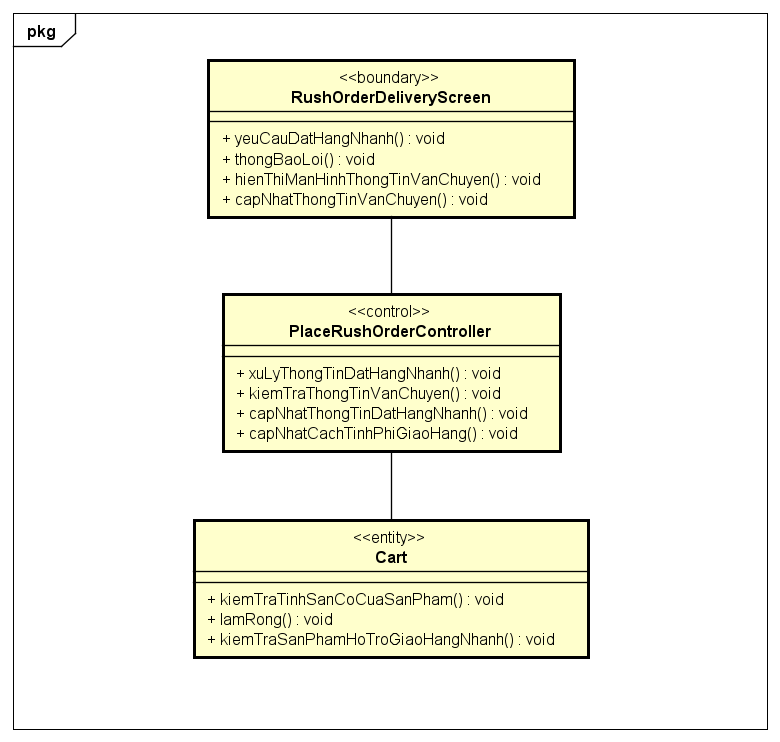 pkg
<<boundary>>
RushOrderDeliveryScreen
+ yeuCauDatHangNhanh() : void
+ thongBaoLoi() : void
+ hienThiManHinhThongTinVanChuyen() : void
+ capNhatThongTinVanChuyen() : void
<<control>>
PlaceRushOrderController
+ xuLyThongTinDatHangNhanh() : void
+ kiemTraThongTinVanChuyen() : void
+ capNhatThongTinDatHangNhanh() : void
+ capNhatCachTinhPhiGiaoHang() : void
<<entity>>
Cart
+ kiemTraTinhSanCoCuaSanPham() : void
+ lamRong() : void
+ kiemTraSanPhamHoTroGiaoHangNhanh() : void